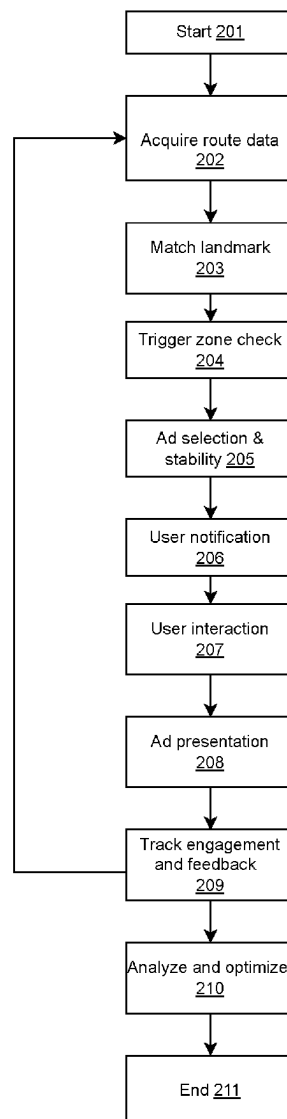 Start 201
Acquire route data
202
Match landmark
203
Trigger zone check
204
Ad selection &
stability 205
User notification
206
User interaction
207
Ad presentation
208
Track engagement
and feedback
209
Analyze and optimize
210
End 211